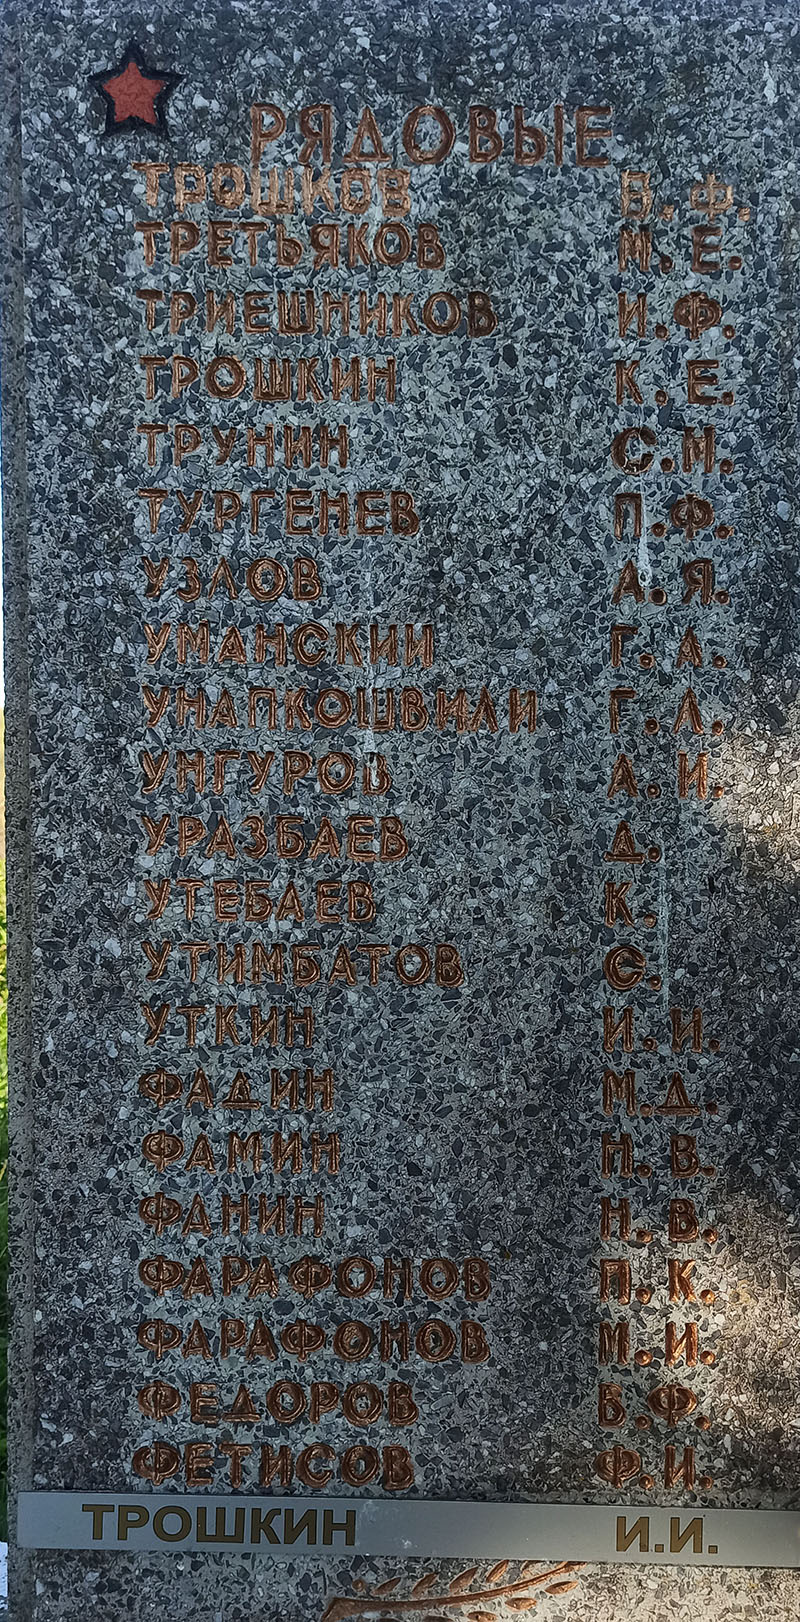 РЯДОВЫЕ
ТРОШКОВ В.Ф.
ТРЕТЬЯКОВ М.Е.
ТРИЕШНИКОВ И.Ф.
ТРОШКИН К.Е.
ТРУНИН С.М.
ТУРГЕНЕВ П.Ф.
УЗЛОВ А.Я.
УМАНСКИИ Г.А.
УНАПКОШВИЛИ Г.Л.
УНГУРОВ А.И.
УРАЗБАЕВ Д.
УТЕБАЕВ К.
УТИМБАТОВ С.
УТКИН И.И.
ФАДИН М.Д.
ФАМИН Н.В.
ФАНИН Н.В.
ФАРАФОНОВ П.К.
ФАРАФОНОВ М.И.
ФЕДОРОВ В.Ф.
ФЕТИСОВ Ф.И.
ТРОШКИН И.И.